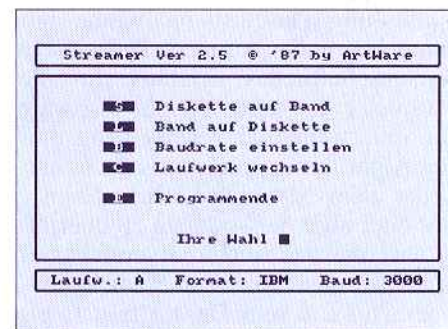 Streamer Ver 2.5 © '87 by ArtWare
Diskette auf Band
Band auf Diskette
Baudrate einstellen
Laufwerk wechseln
Programmende
Ihre Wahl
Laufw.: A Format: IBM Baud: 3000